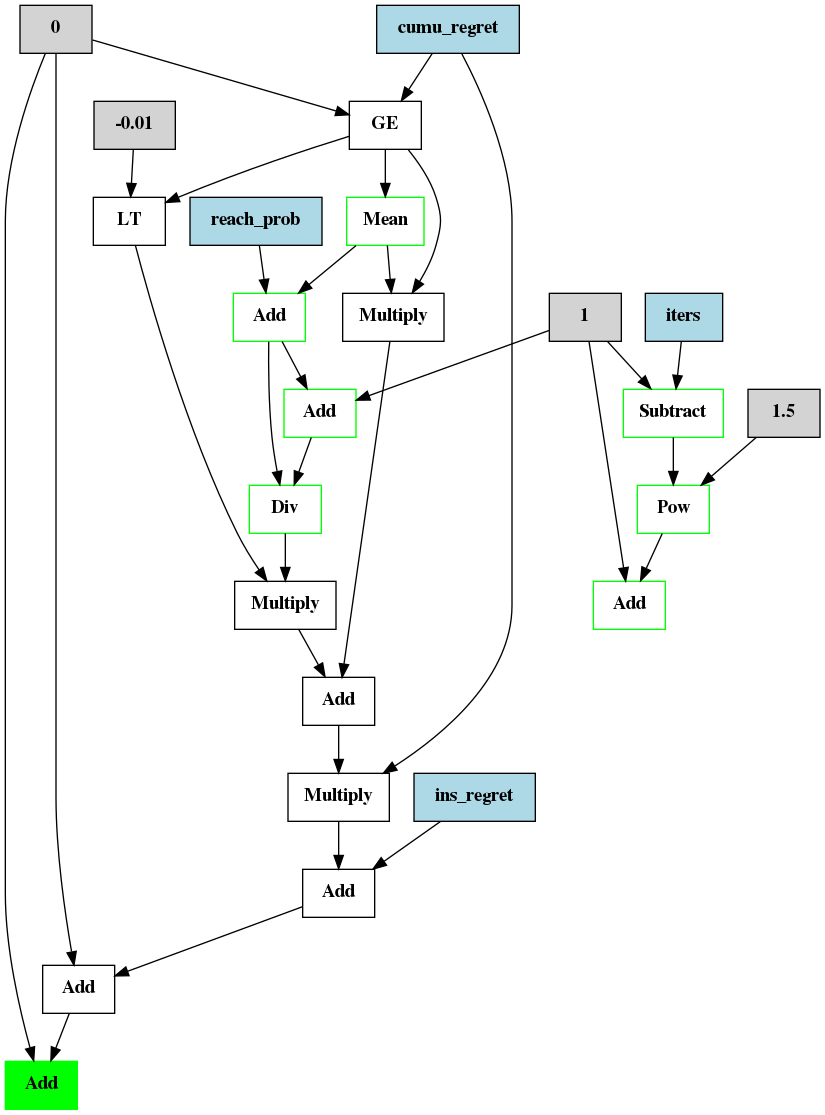 0
cumu_regret
-0.01
GE
LT
reach_prob
Mean
Add
Multiply
1
iters
Add
Subtract
1.5
Div
Pow
Multiply
Add
Add
Multiply
ins_regret
Add
Add
Add